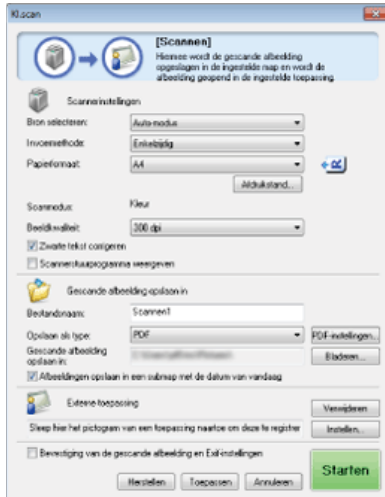 Kl.scan
[Scannen]
Hiermee wordt de gescande afbeelding
opgeslagen in de ingestelde map en wordt de
afbeelding geopend in de ingestelde toepassing.
Scannerinstellingen
Bron selecteren: Auto-modus
Invoermethode: Enkelzijdig
Papierformaat: A4
Afdrukstand...
Scanmodus: Kleur
Beeldkwaliteit: 300 dpi
Zwarte tekst corrigeren
Scannerstuurprogramma weergeven
Gescande afbeelding opslaan in
Bestandsnaam: Scannen1
Opslaan als type: PDF PDF-instellingen...
Gescande afbeelding
opslaan in: Bladeren...
Afbeeldingen opslaan in een submap met de datum van vandaag
Externe toepassing Verwijderen
Sleep hier het pictogram van een toepassing naartoe om deze te registrer Instellen...
Bevestiging van de gescande afbeelding en Exif-instellingen
Herstellen Toepassen Annuleren Starten